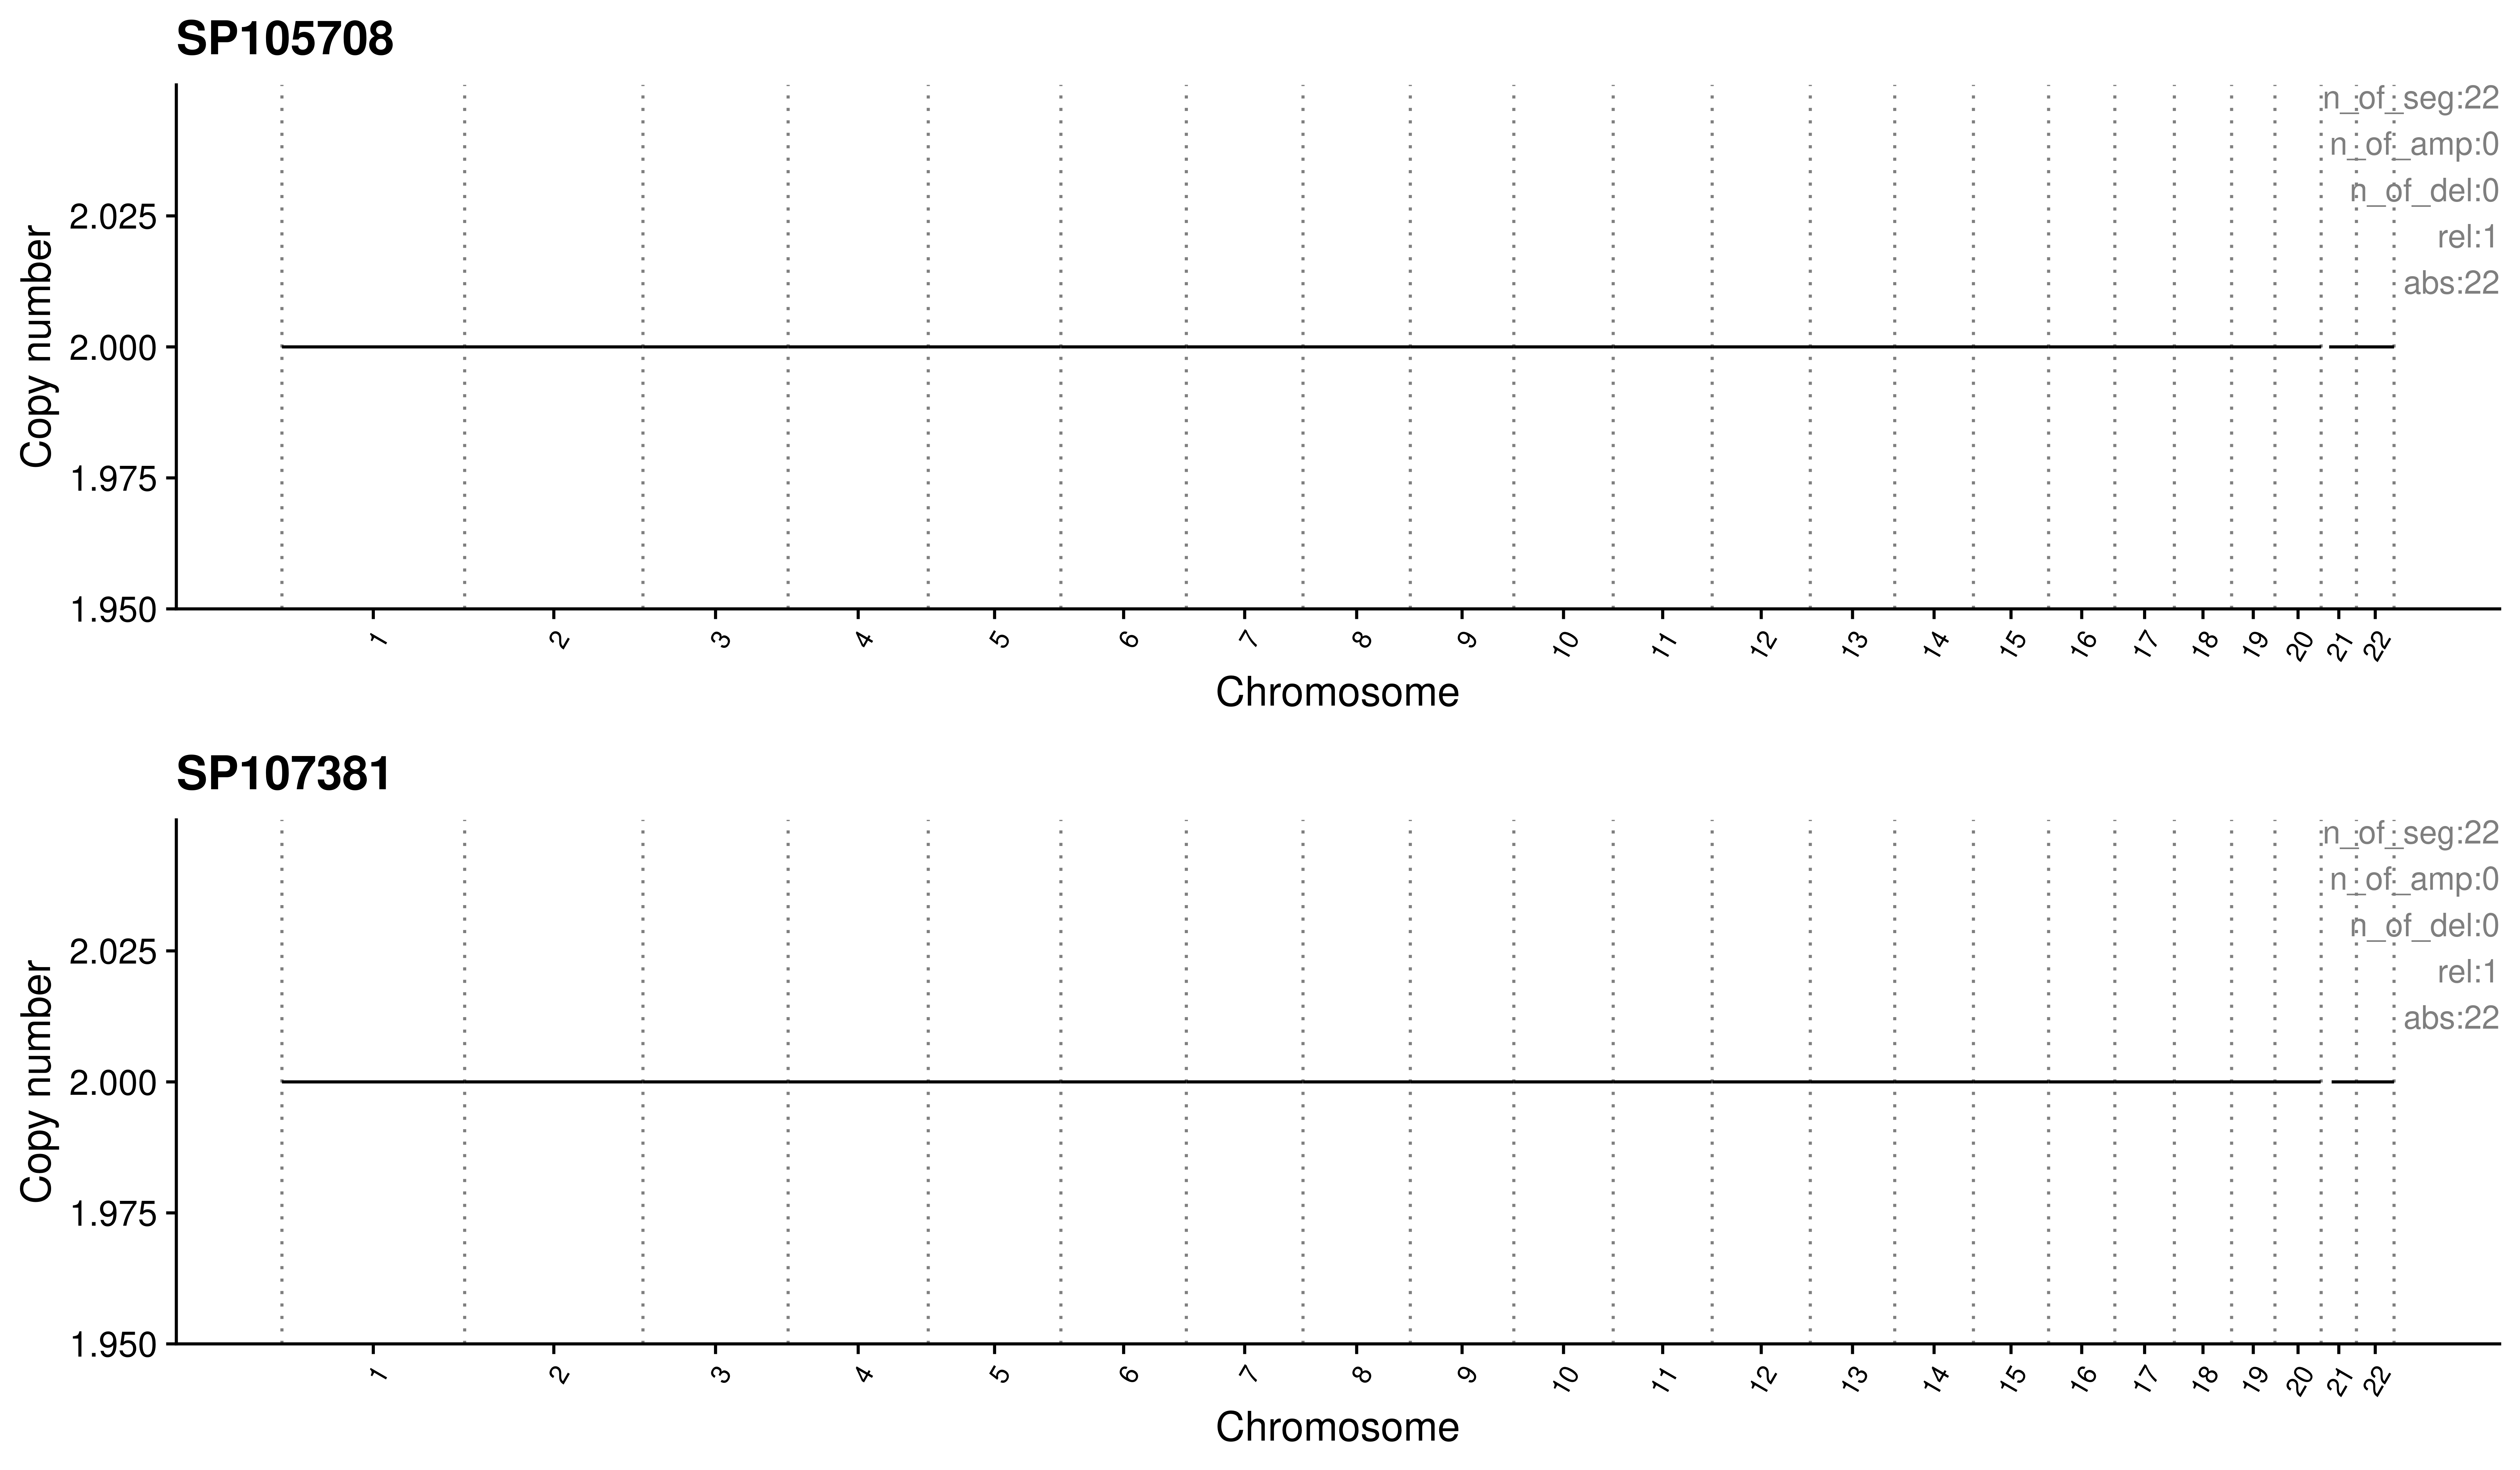 SP105708
n_of_seg:22
n_of_amp:0
n_of_del:0
rel:1
abs:22
Copy number
2.025
2.000
1.975
1.950
1 2 3 4 5 6 7 8 9 10 11 12 13 14 15 16 17 18 19 20 21 22
Chromosome
SP107381
n_of_seg:22
n_of_amp:0
n_of_del:0
rel:1
abs:22
Copy number
2.025
2.000
1.975
1.950
1 2 3 4 5 6 7 8 9 10 11 12 13 14 15 16 17 18 19 20 21 22
Chromosome